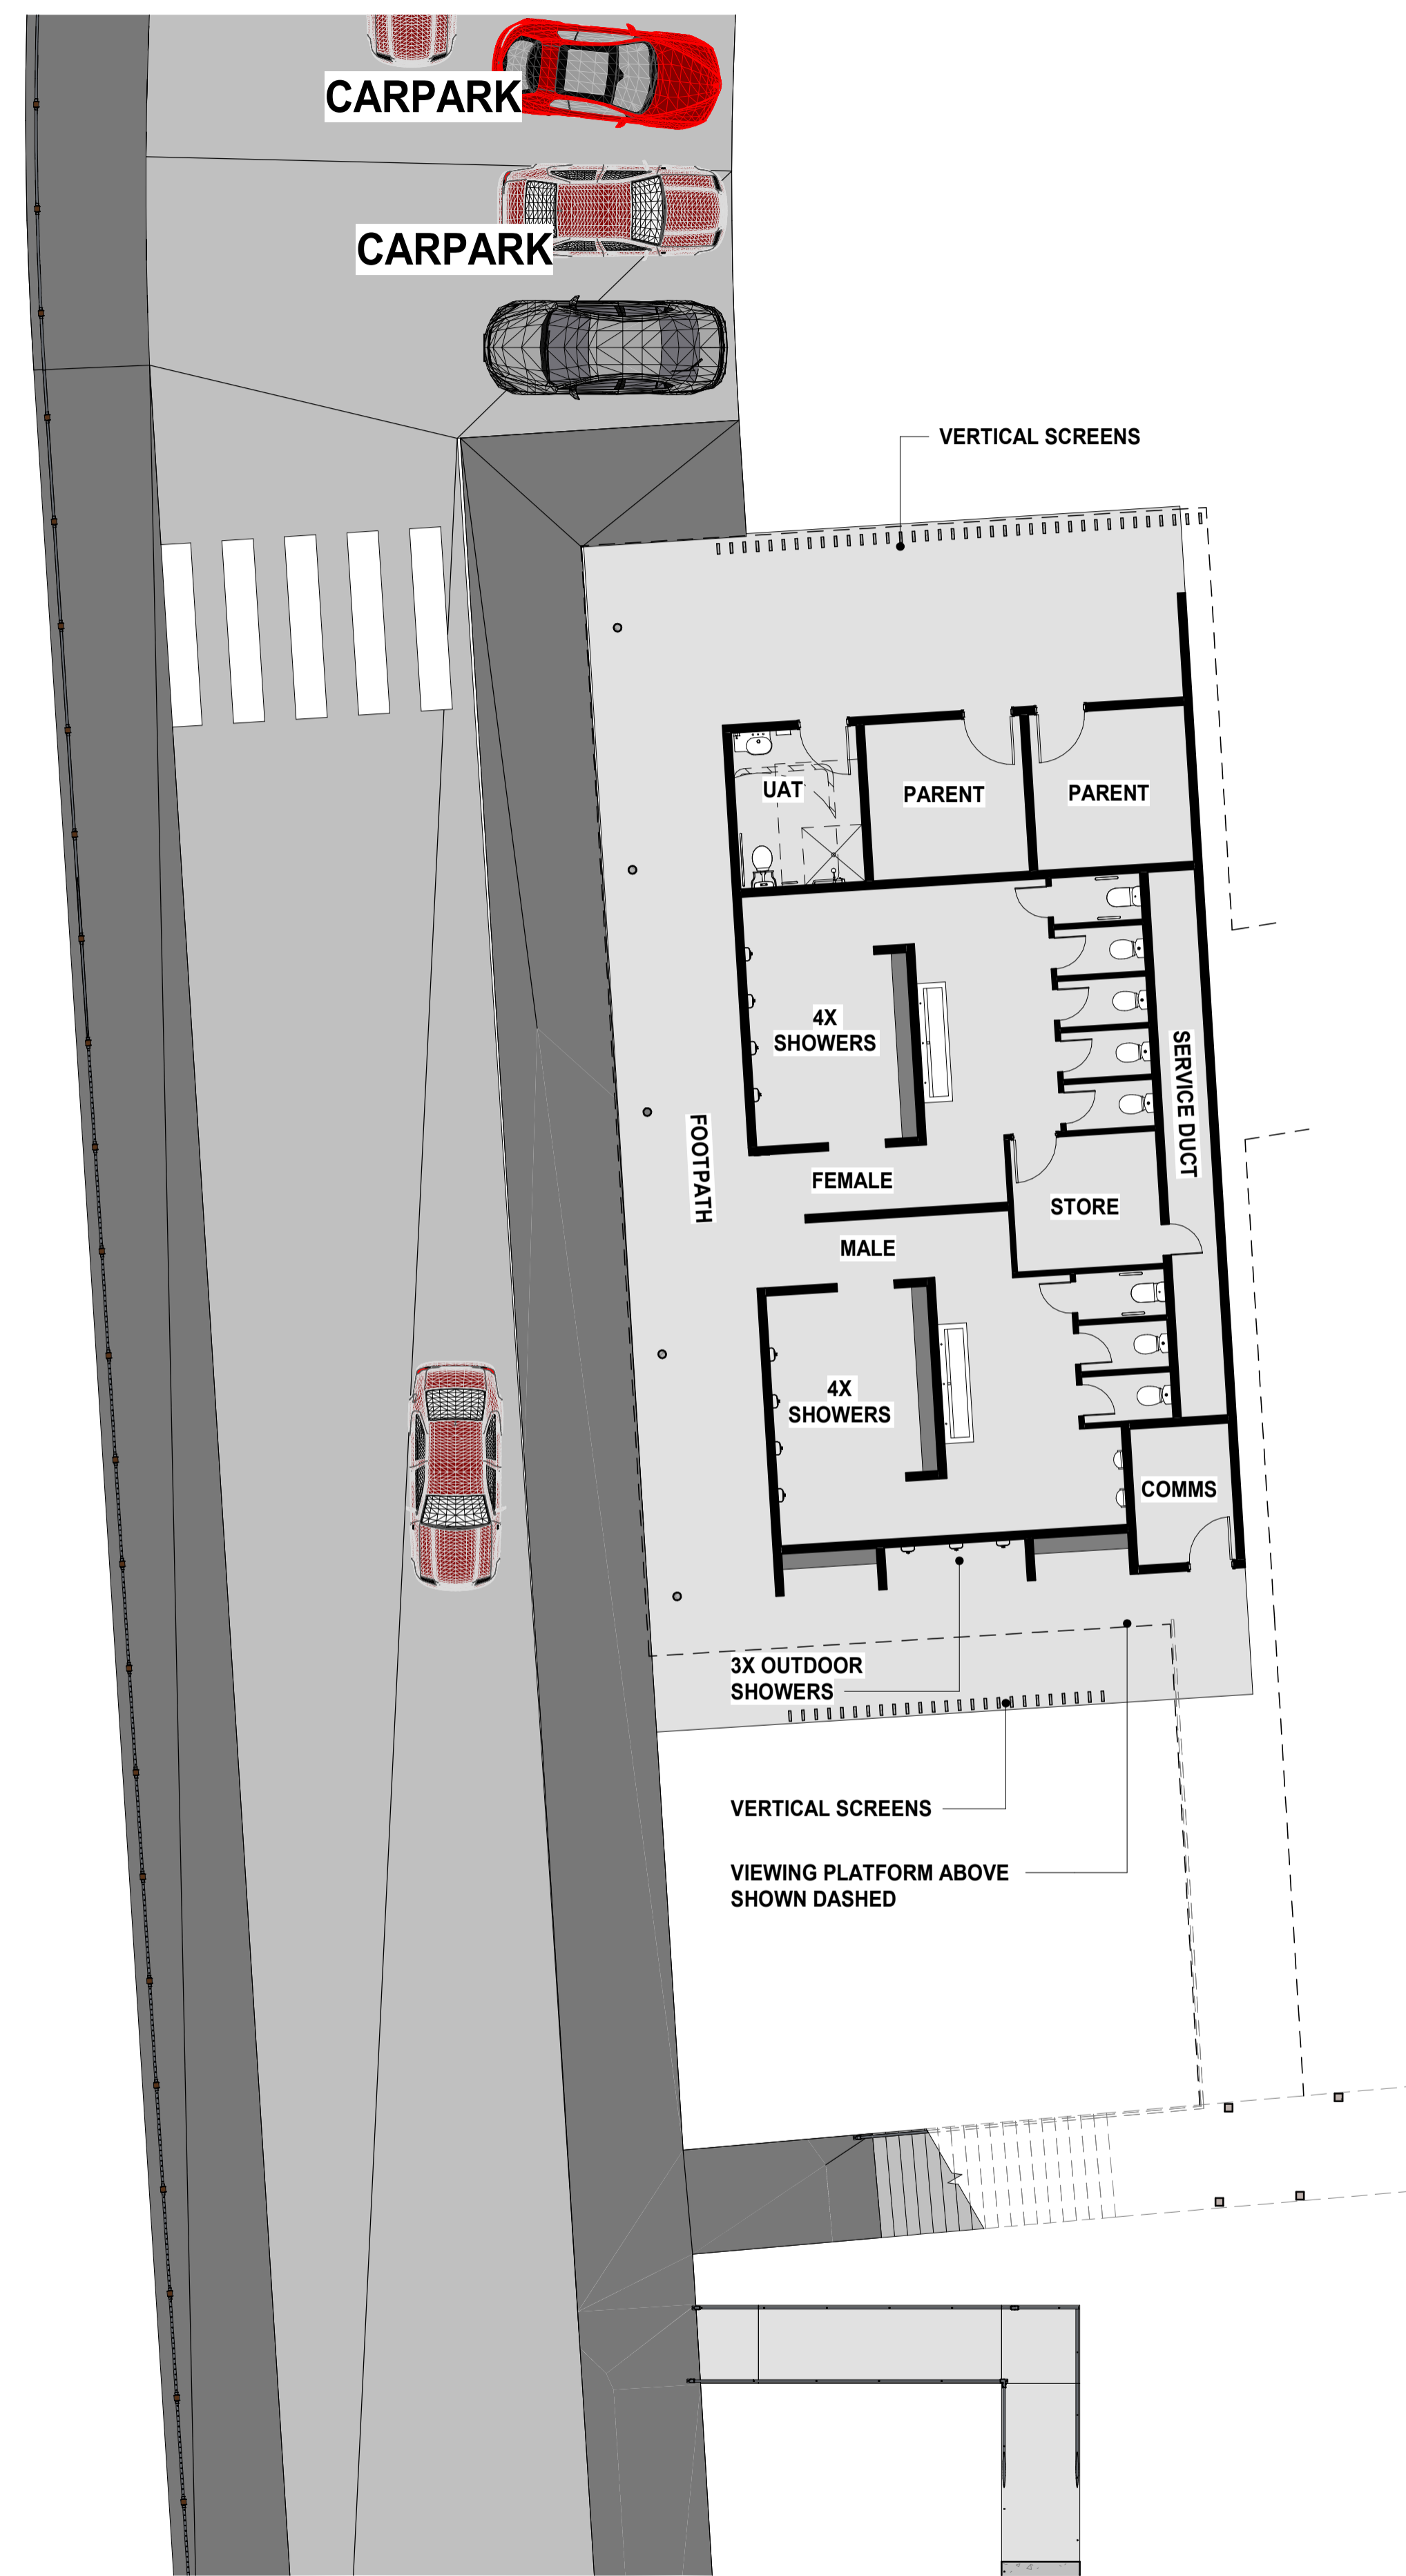 CARPARK
CARPARK
VERTICAL SCREENS
UAT
PARENT
PARENT
4X
SHOWERS
SERVICE DUCT
FOOTPATH
FEMALE
STORE
MALE
4X
SHOWERS
COMMS
3X OUTDOOR
SHOWERS
VERTICAL SCREENS
VIEWING PLATFORM ABOVE
SHOWN DASHED